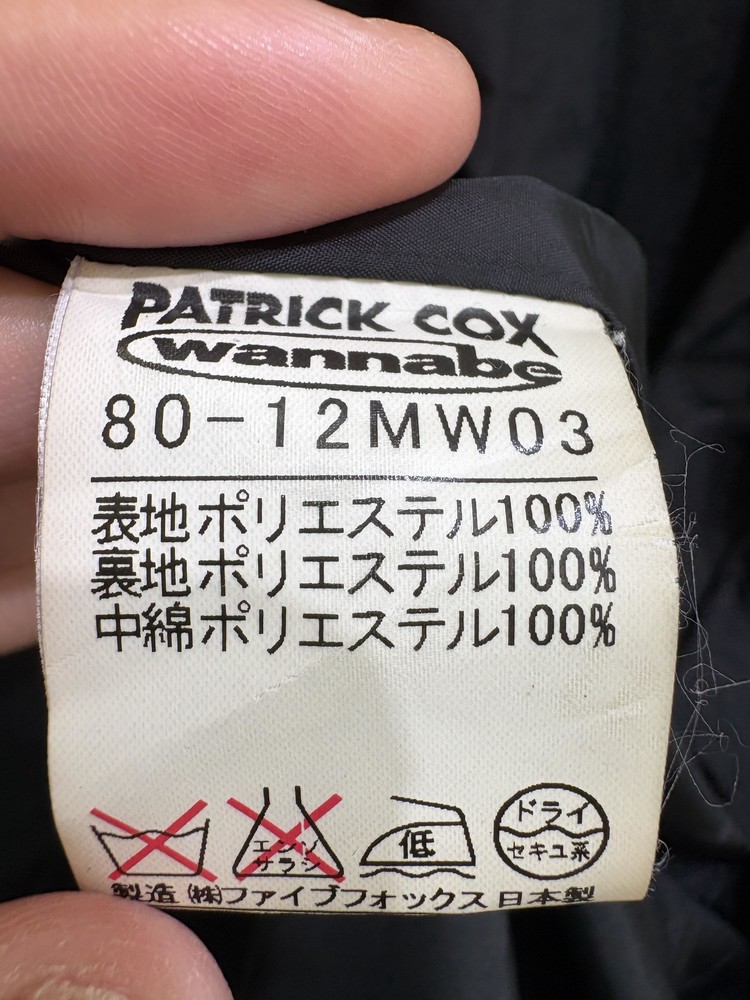 PATRICK COX
wannabe
80-12MW03
表地ポリエステル100%
裏地ポリエステル100%
中綿ポリエステル100%
エンソ
サラシ
低
ドライ
セキユ系
製造 (株)ファイブフォックス 日本製